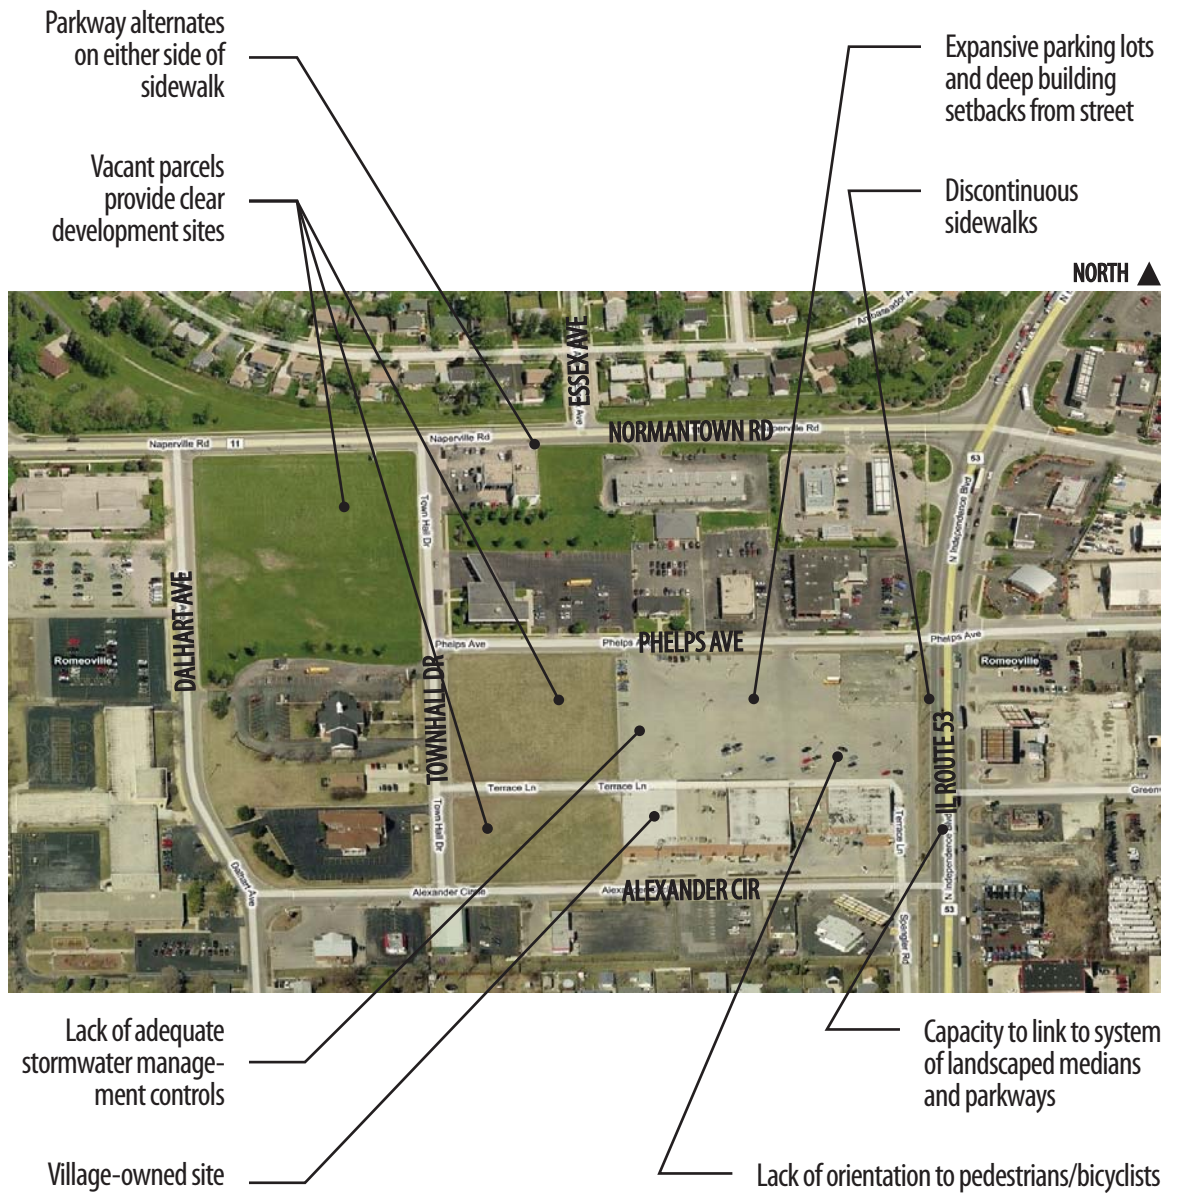 Parkway alternates
on either side of
sidewalk
Expansive parking lots
and deep building
setbacks from street
Vacant parcels
provide clear
development sites
Discontinuous
sidewalks
NORTH
ESSEX AVE
Ave
Naperville Rd 11
Naperville Rd
NORMANTOWN RD
perville Rd
53
N Independence Blvd
Town Hall Dr
DALHART AVE
Phelps Ave
Phelps A
PHELPS AVE
Phelps Ave
Romeoville
Romeoville
TOWNHALL DR
IL ROUTE 53
Terrace Ln
Terrace Ln
Town Hall Dr
Terrace Ln
Dalhart Ave
Alexander Circle
ALEXANDER CIR
53
Spangler Rd
Lack of adequate
stormwater manage-
ment controls
Capacity to link to system
of landscaped medians
and parkways
Village-owned site
Lack of orientation to pedestrians/bicyclists